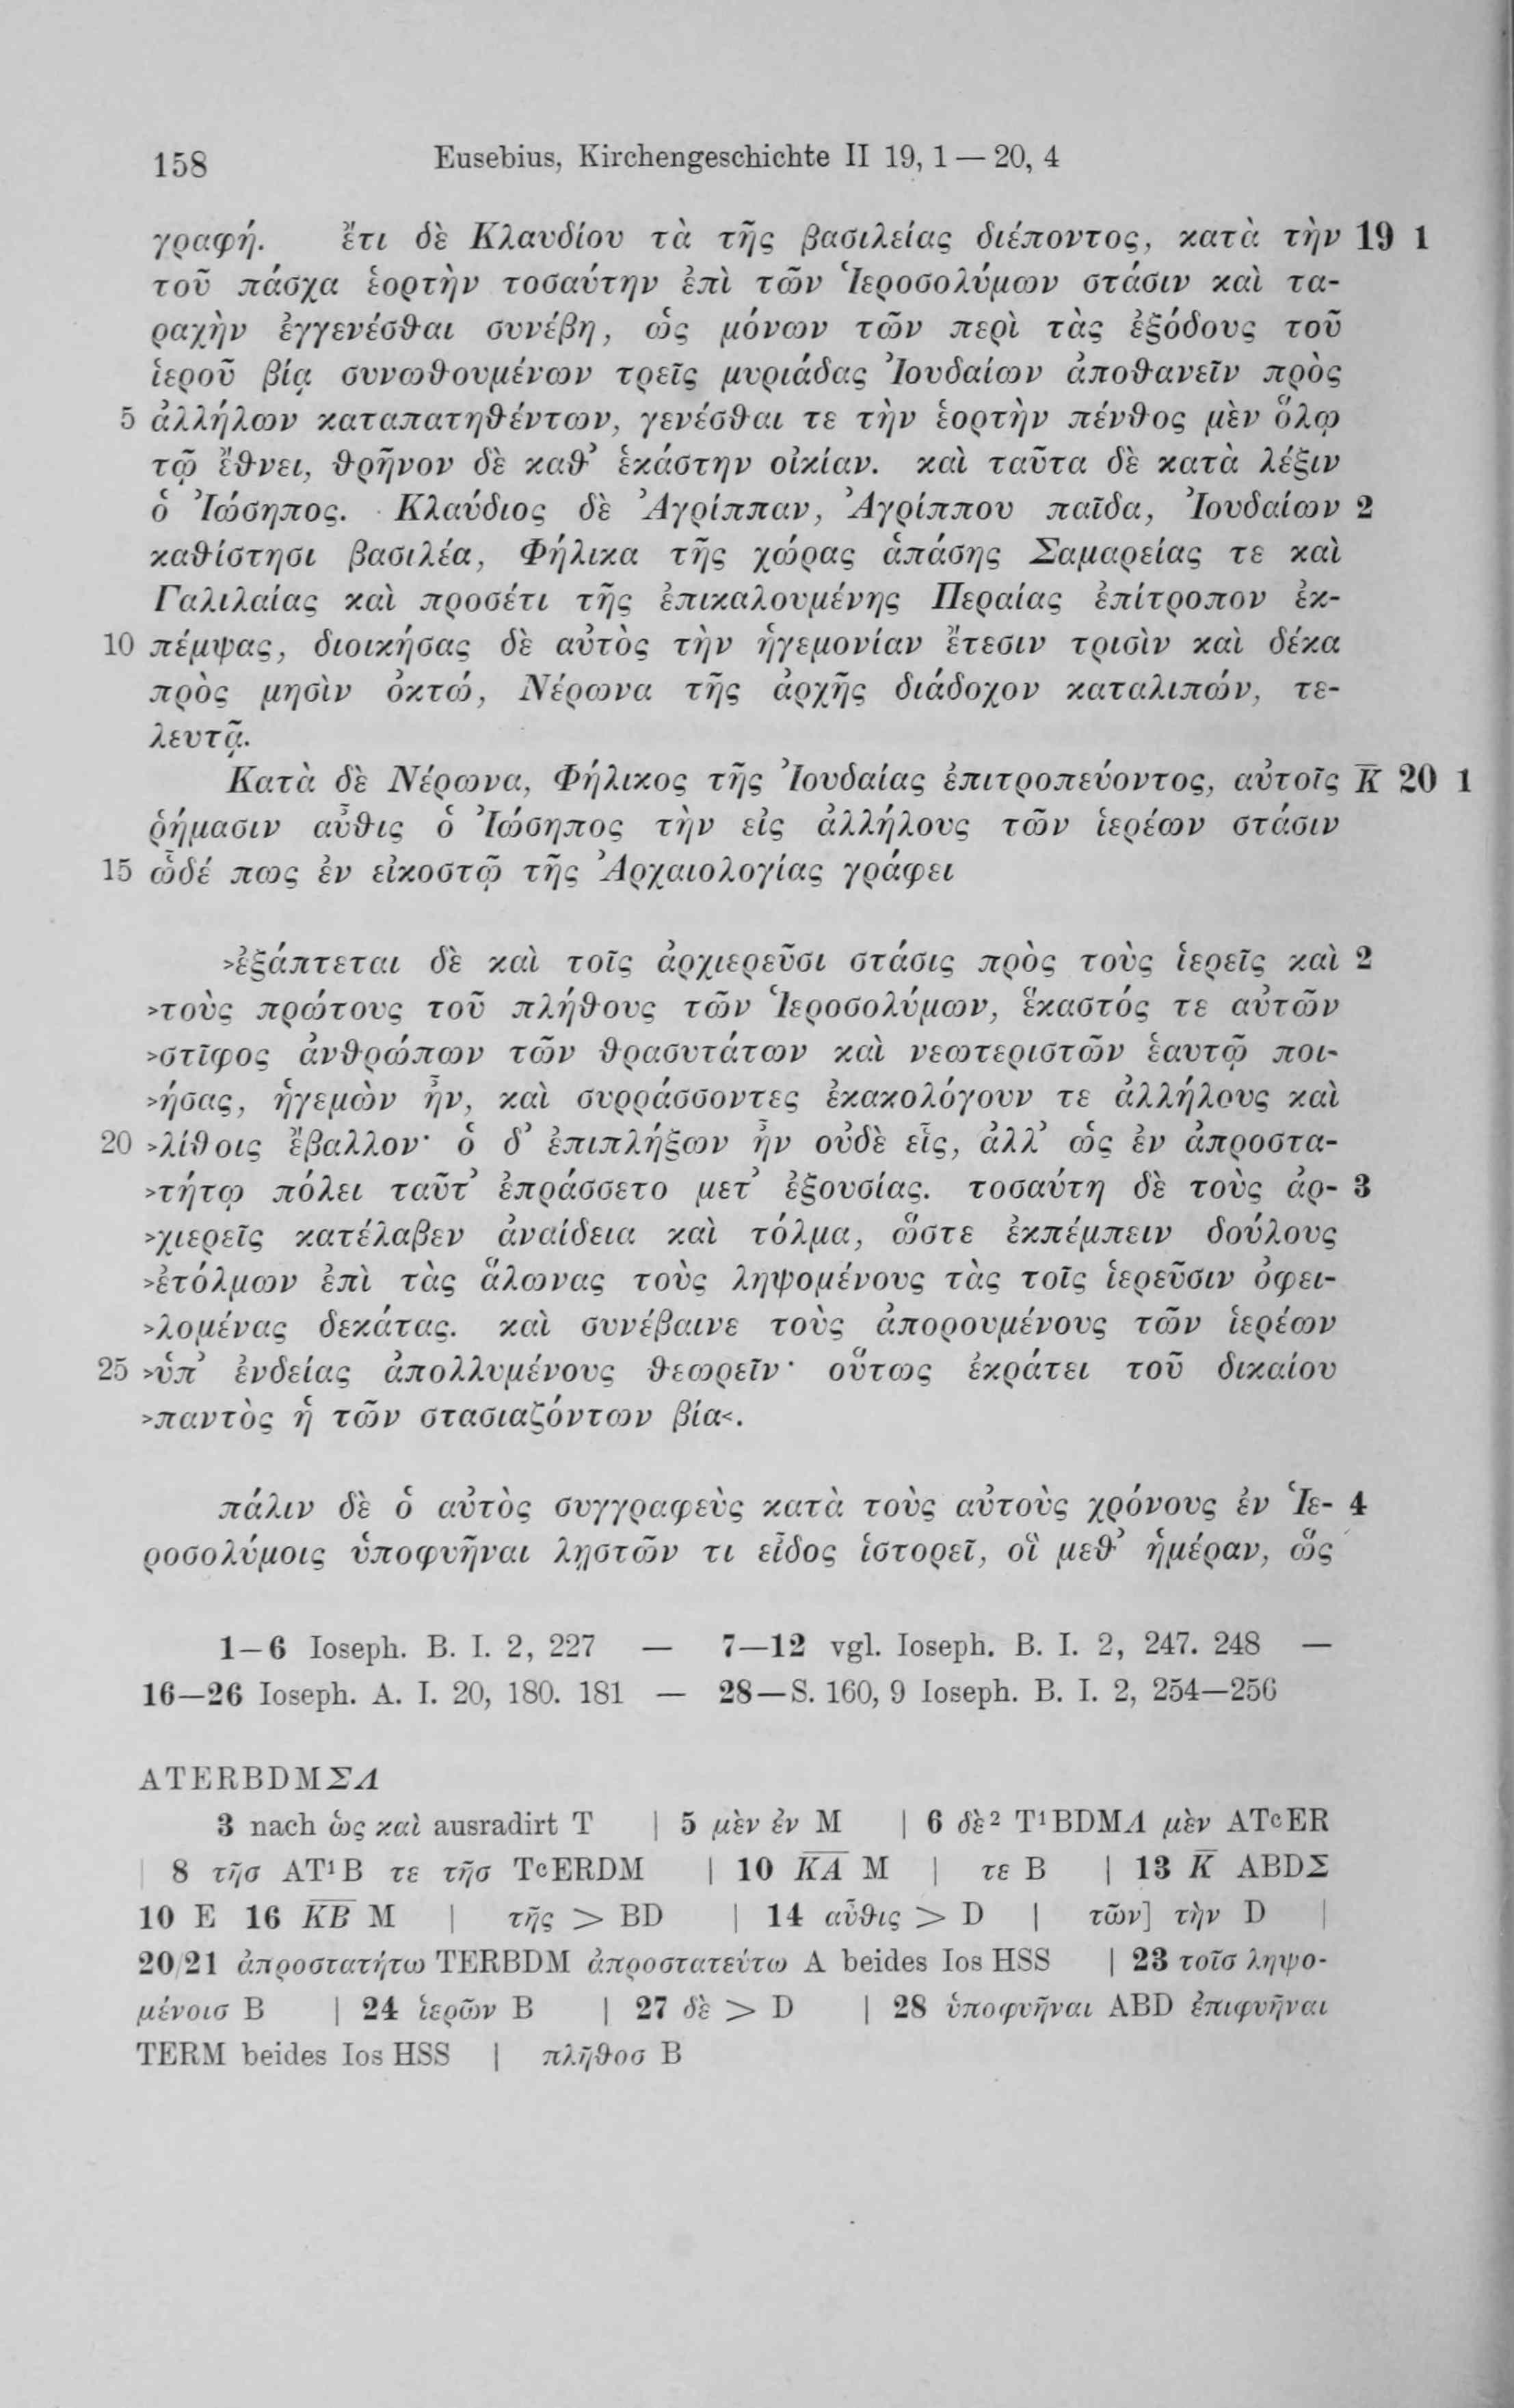 158 Eusebius, Kirchengeschichte II 19, 1 — 20, 4
γραφή. ἔτι δὲ Κλαυδίου τὰ τῆς βασιλείας διέποντος, κατὰ τὴν 19 1
τοῦ πάσχα ἑορτὴν τοσαύτην ἐπὶ τῶν Ἱεροσολύμων στάσιν καὶ τα-
ραχὴν ἐγγενέσθαι συνέβη, ὡς μόνων τῶν περὶ τὰς ἐξόδους τοῦ
ἱεροῦ βίᾳ συνωθουμένων τρεῖς μυριάδας Ἰουδαίων ἀποθανεῖν πρὸς
5 ἀλλήλων καταπατηθέντων, γενέσθαι τε τὴν ἑορτὴν πένθος μὲν ὅλῳ
τῷ ἔθνει, θρῆνον δὲ καθ’ ἑκάστην οἰκίαν. καὶ ταῦτα δὲ κατὰ λέξιν
ὁ Ἰώσηπος. Κλαύδιος δὲ Ἀγρίππαν, Ἀγρίππου παῖδα, Ἰουδαίων 2
καθίστησι βασιλέα, Φήλικα τῆς χώρας ἁπάσης Σαμαρείας τε καὶ
Γαλιλαίας καὶ προσέτι τῆς ἐπικαλουμένης Περαίας ἐπίτροπον ἐκ-
10 πέμψας, διοικήσας δὲ αὐτὸς τὴν ἡγεμονίαν ἔτεσιν τρισὶν καὶ δέκα
πρὸς μησὶν ὀκτώ, Νέρωνα τῆς ἀρχῆς διάδοχον καταλιπών, τε-
λευτᾷ.
Κατὰ δὲ Νέρωνα, Φήλικος τῆς Ἰουδαίας ἐπιτροπεύοντος, αὐτοῖς K̅ 20 1
ῥήμασιν αὖθις ὁ Ἰώσηπος τὴν εἰς ἀλλήλους τῶν ἱερέων στάσιν
15 ὧδέ πως ἐν εἰκοστῷ τῆς Ἀρχαιολογίας γράφει
>ἐξάπτεται δὲ καὶ τοῖς ἀρχιερεῦσι στάσις πρὸς τοὺς ἱερεῖς καὶ 2
>τοὺς πρώτους τοῦ πλήθους τῶν Ἱεροσολύμων, ἕκαστός τε αὐτῶν
>στῖφος ἀνθρώπων τῶν θρασυτάτων καὶ νεωτεριστῶν ἑαυτῷ ποι-
>ήσας, ἡγεμὼν ἦν, καὶ συρράσσοντες ἐκακολόγουν τε ἀλλήλους καὶ
20 >λίθοις ἔβαλλον· ὁ δ’ ἐπιπλήξων ἦν οὐδὲ εἷς, ἀλλ’ ὡς ἐν ἀπροστα-
>τήτῳ πόλει ταῦτ’ ἐπράσσετο μετ’ ἐξουσίας. τοσαύτη δὲ τοὺς ἀρ- 3
>χιερεῖς κατέλαβεν ἀναίδεια καὶ τόλμα, ὥστε ἐκπέμπειν δούλους
>ἐτόλμων ἐπὶ τὰς ἅλωνας τοὺς ληψομένους τὰς τοῖς ἱερεῦσιν ὀφει-
>λομένας δεκάτας. καὶ συνέβαινε τοὺς ἀπορουμένους τῶν ἱερέων
25 >ὑπ’ ἐνδείας ἀπολλυμένους θεωρεῖν· οὕτως ἐκράτει τοῦ δικαίου
>παντὸς ἡ τῶν στασιαζόντων βία<.
πάλιν δὲ ὁ αὐτὸς συγγραφεὺς κατὰ τοὺς αὐτοὺς χρόνους ἐν Ἱε- 4
ροσολύμοις ὑποφυῆναι λῃστῶν τι εἶδος ἱστορεῖ, οἳ μεθ’ ἡμέραν, ὥς
1—6 Ioseph. B. I. 2, 227 — 7—12 vgl. Ioseph. B. I. 2, 247. 248 —
16—26 Ioseph. A. I. 20, 180. 181 — 28—S. 160, 9 Ioseph. B. I. 2, 254—256
ATERBDMΣΛ
3 nach ὡς καὶ ausradirt T | 5 μὲν ἐν M | 6 δὲ² T¹BDMΛ μὲν ATᶜER
| 8 τῆσ AT¹B τε τῆσ TᶜERDM | 10 K̅A̅ M | τε B | 13 K̅ ABDΣ
10 E 16 K̅B̅ M | τῆς > BD | 14 αὖθις > D | τῶν] τὴν D |
20/21 ἀπροστατήτω TERBDM ἀπροστατεύτω A beides Ios HSS | 23 τοῖσ ληψο-
μένοισ B | 24 ἱερῶν B | 27 δὲ > D | 28 ὑποφυῆναι ABD ἐπιφυῆναι
TERM beides Ios HSS | πλῆθοσ B